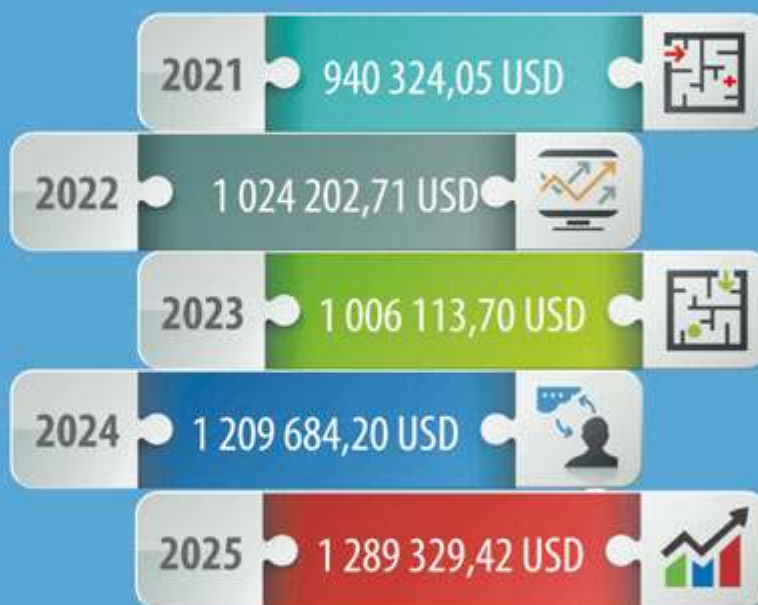 2021 940 324,05 USD
2022 1 024 202,71 USD
2023 1 006 113,70 USD
2024 1 209 684,20 USD
2025 1 289 329,42 USD